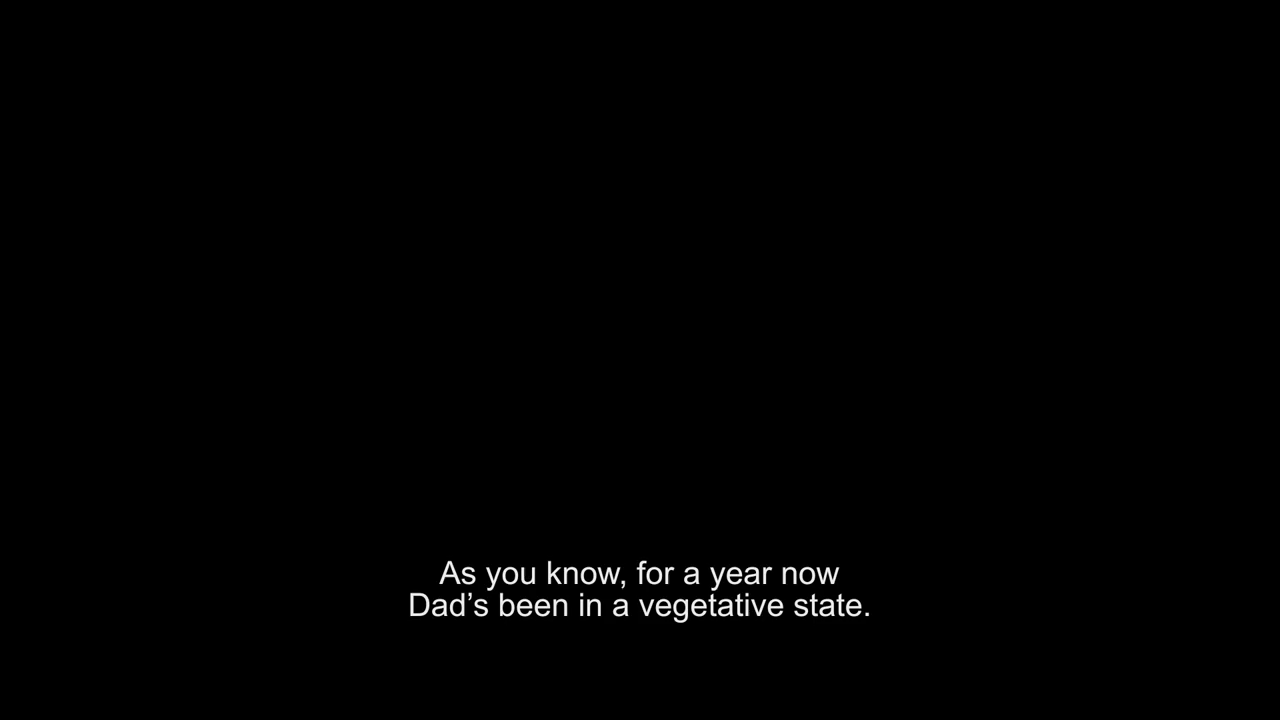 As you know, for a year now
Dad’s been in a vegetative state.